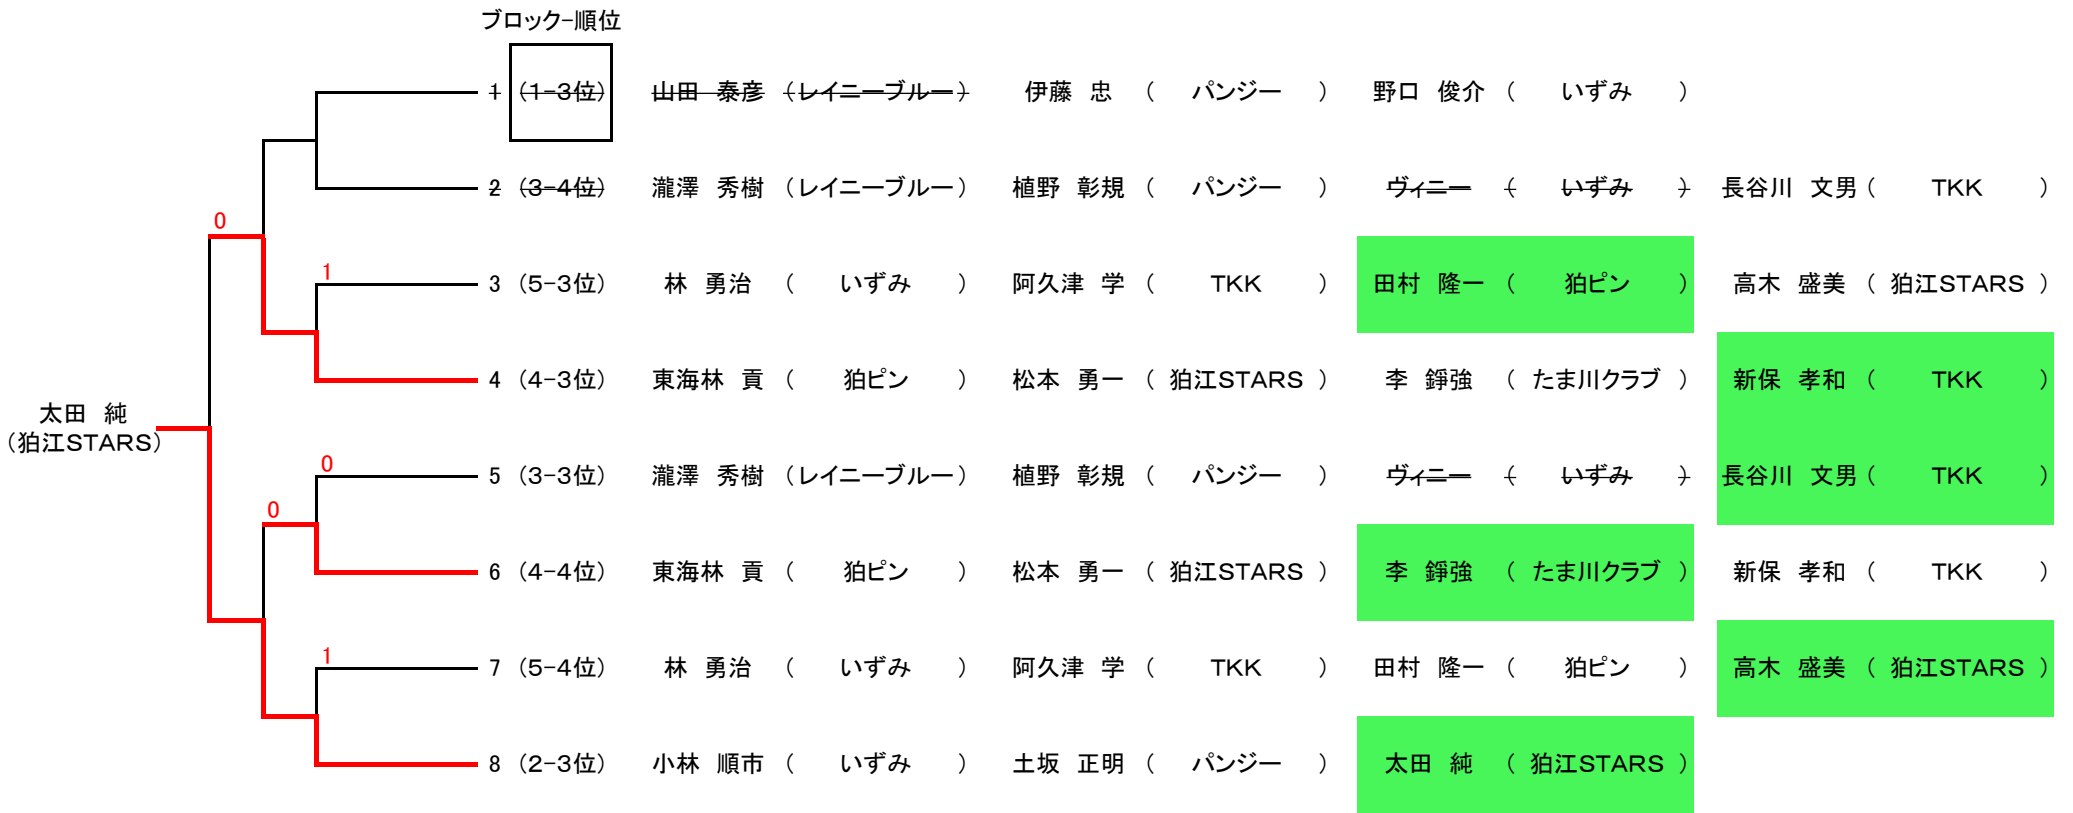 ブロック-順位
1 (1-3位) 山田 泰彦 (レイニーブルー) 伊藤 忠 ( パンジー ) 野口 俊介 ( いずみ )
2 (3-4位) 瀧澤 秀樹 (レイニーブルー) 植野 彰規 ( パンジー ) ヴィニー ( いずみ ) 長谷川 文男 ( TKK )
0
1
3 (5-3位) 林 勇治 ( いずみ ) 阿久津 学 ( TKK ) 田村 隆一 ( 狛ピン ) 高木 盛美 ( 狛江STARS )
4 (4-3位) 東海林 貢 ( 狛ピン ) 松本 勇一 ( 狛江STARS ) 李 錚強 ( たま川クラブ ) 新保 孝和 ( TKK )
太田 純
(狛江STARS)
0
5 (3-3位) 瀧澤 秀樹 (レイニーブルー) 植野 彰規 ( パンジー ) ヴィニー ( いずみ ) 長谷川 文男 ( TKK )
0
6 (4-4位) 東海林 貢 ( 狛ピン ) 松本 勇一 ( 狛江STARS ) 李 錚強 ( たま川クラブ ) 新保 孝和 ( TKK )
1
7 (5-4位) 林 勇治 ( いずみ ) 阿久津 学 ( TKK ) 田村 隆一 ( 狛ピン ) 高木 盛美 ( 狛江STARS )
8 (2-3位) 小林 順市 ( いずみ ) 土坂 正明 ( パンジー ) 太田 純 ( 狛江STARS )